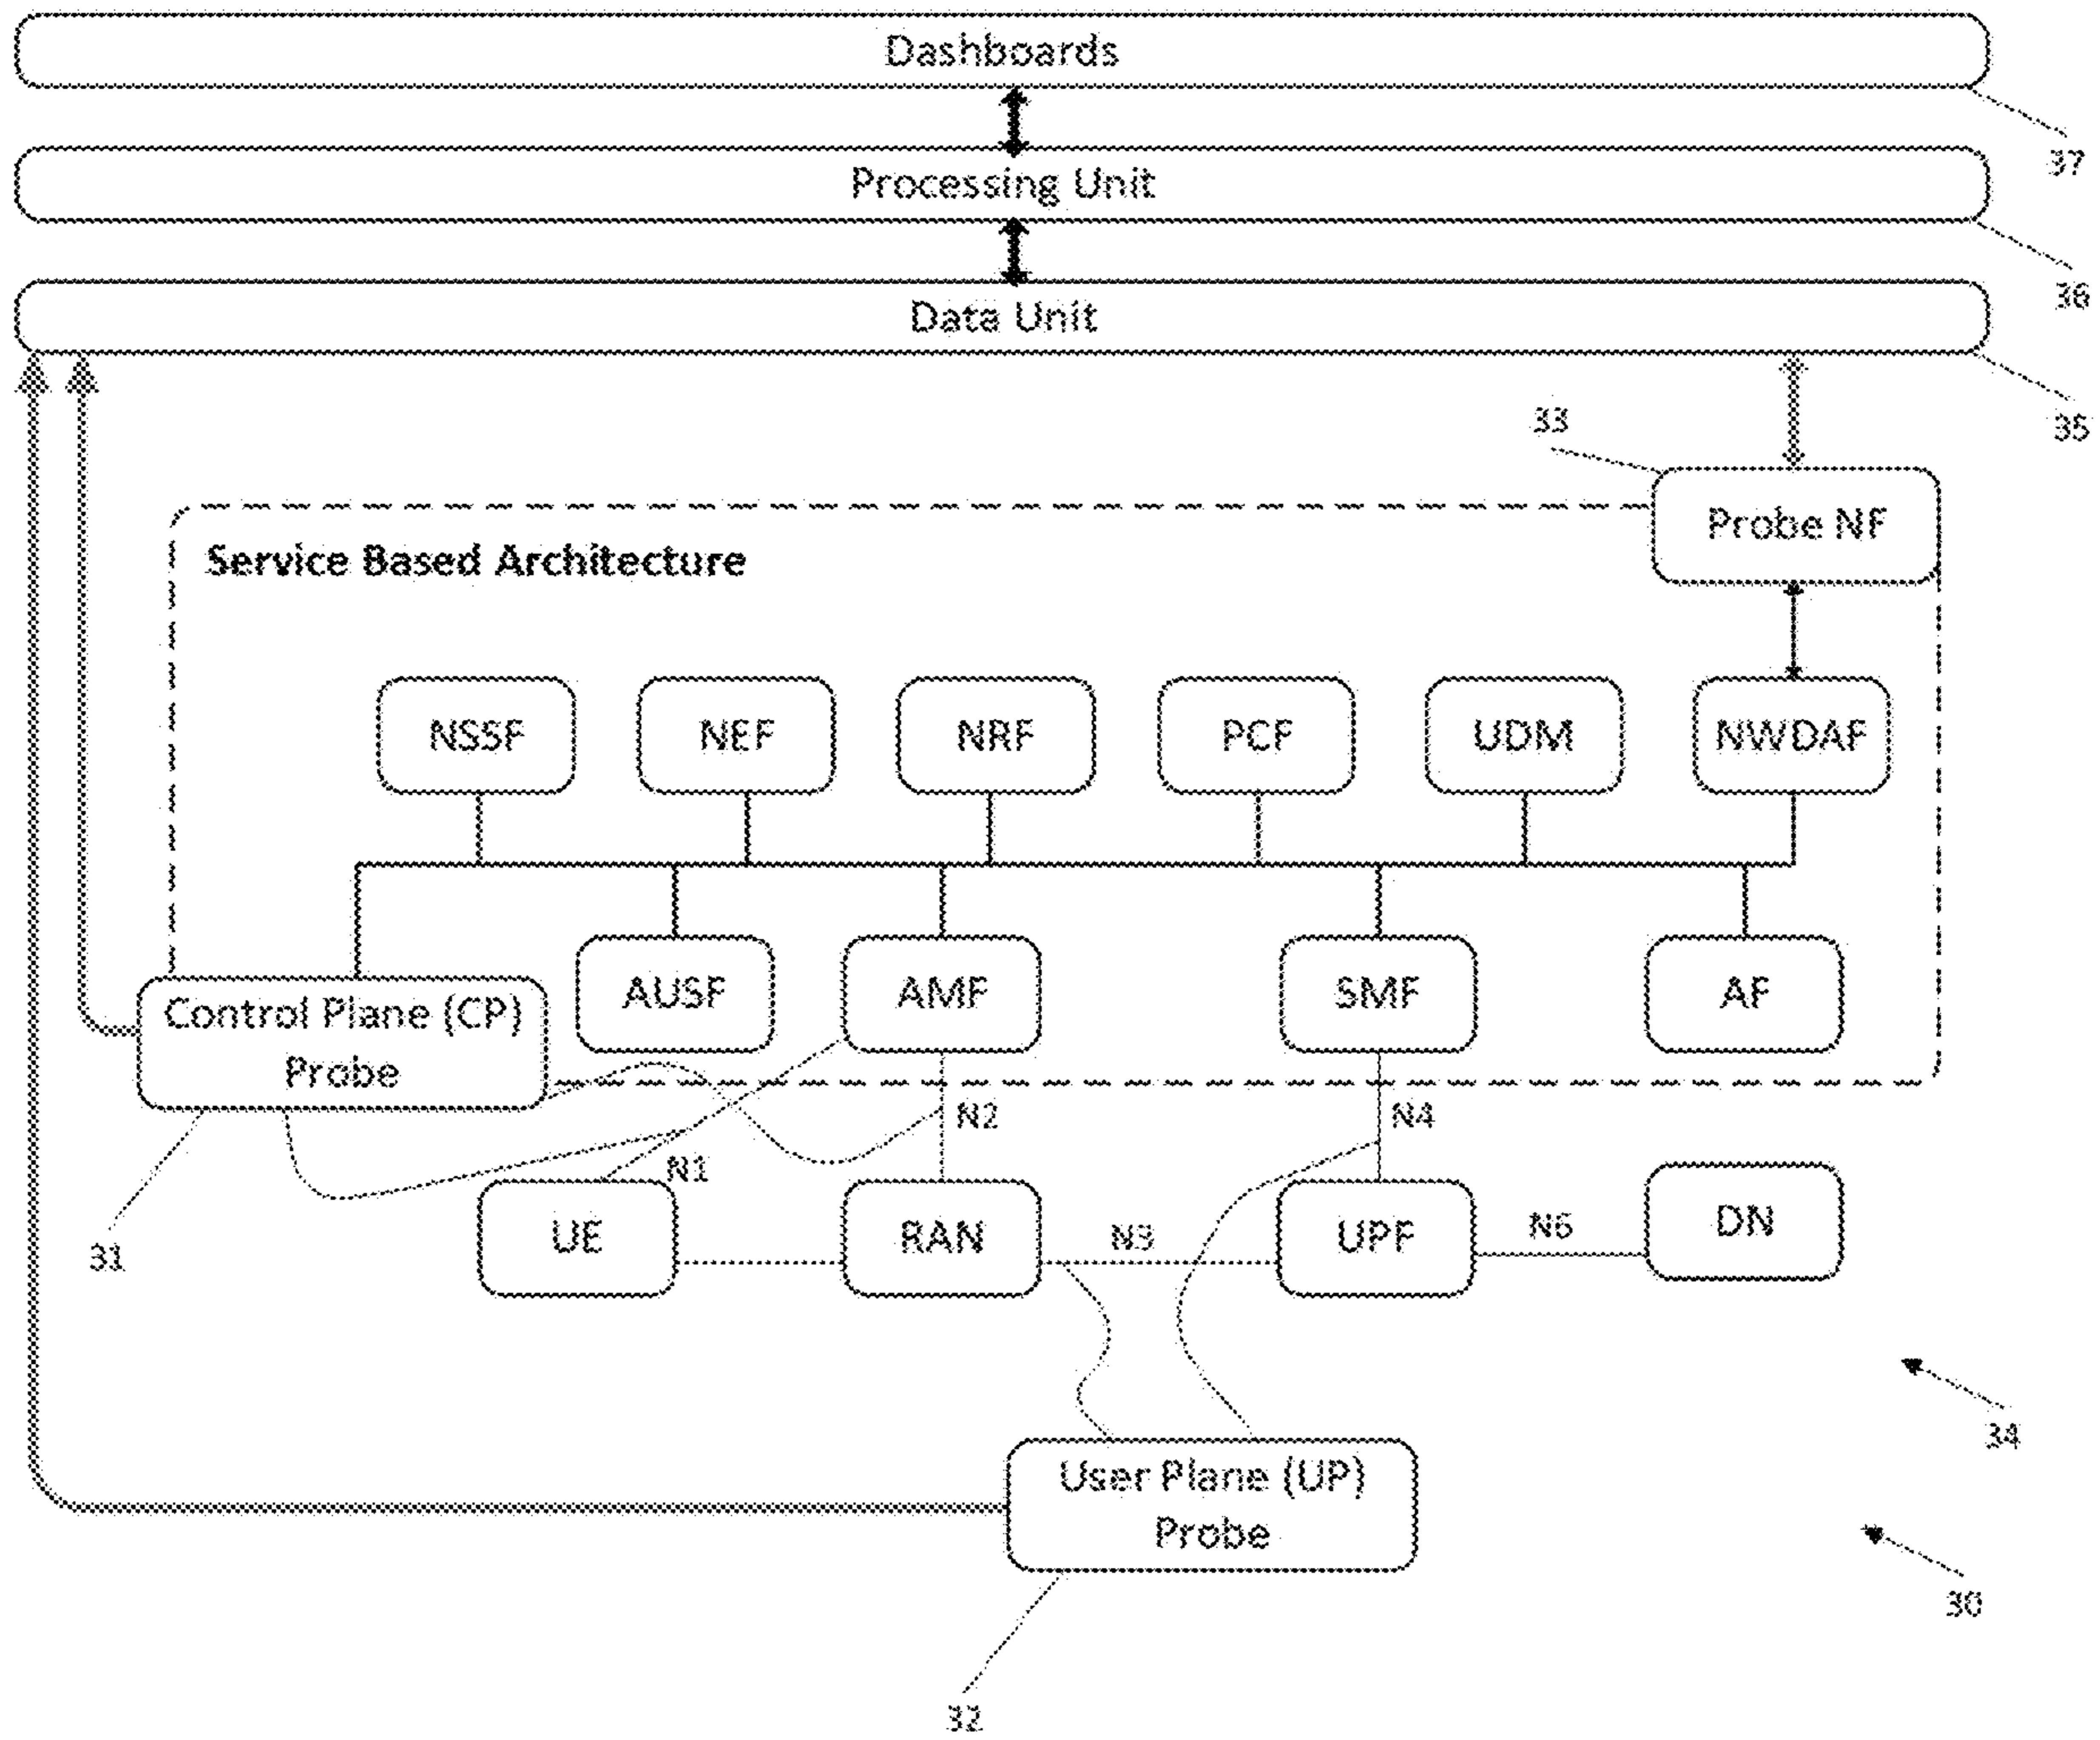 Dashboards
37
Processing Unit
36
Data Unit
35
33
Probe NF
Service Based Architecture
NSSF
NEF
NRF
PCF
UDM
NWDAF
AUSF
AMF
SMF
AF
Control Plane (CP)
Probe
N2
N4
N1
31
UE
RAN
N3
UPF
N6
DN
34
User Plane (UP)
Probe
30
32